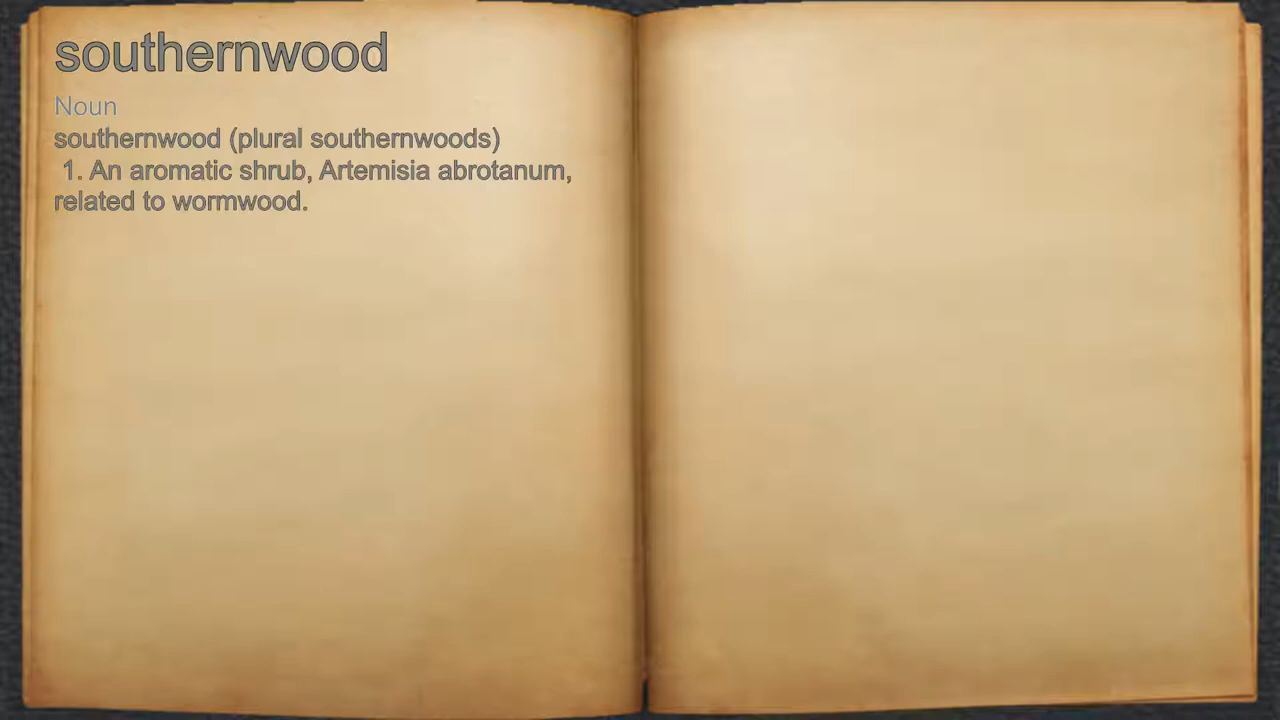 southernwood
Noun
southernwood (plural southernwoods)
1. An aromatic shrub, Artemisia abrotanum,
related to wormwood.